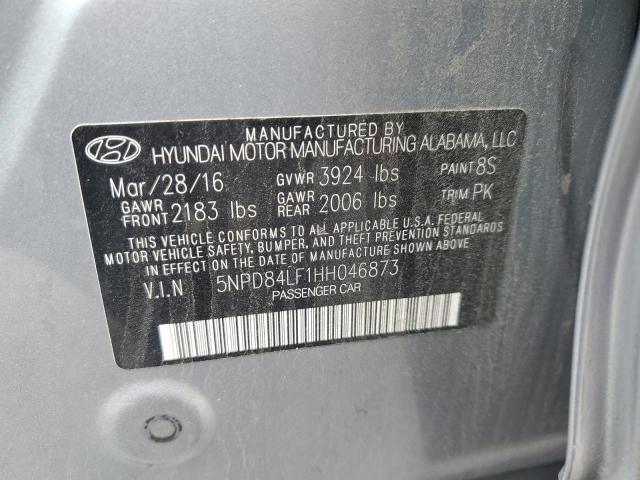 MANUFACTURED BY
HYUNDAI MOTOR MANUFACTURING ALABAMA, LLC
Mar/28/16 GVWR 3924 lbs PAINT 8S
GAWR FRONT 2183 lbs GAWR REAR 2006 lbs TRIM PK
THIS VEHICLE CONFORMS TO ALL APPLICABLE U.S.A. FEDERAL
MOTOR VEHICLE SAFETY, BUMPER, AND THEFT PREVENTION STANDARDS
IN EFFECT ON THE DATE OF MANUFACTURE SHOWN ABOVE.
V.I.N 5NPD84LF1HH046873
PASSENGER CAR